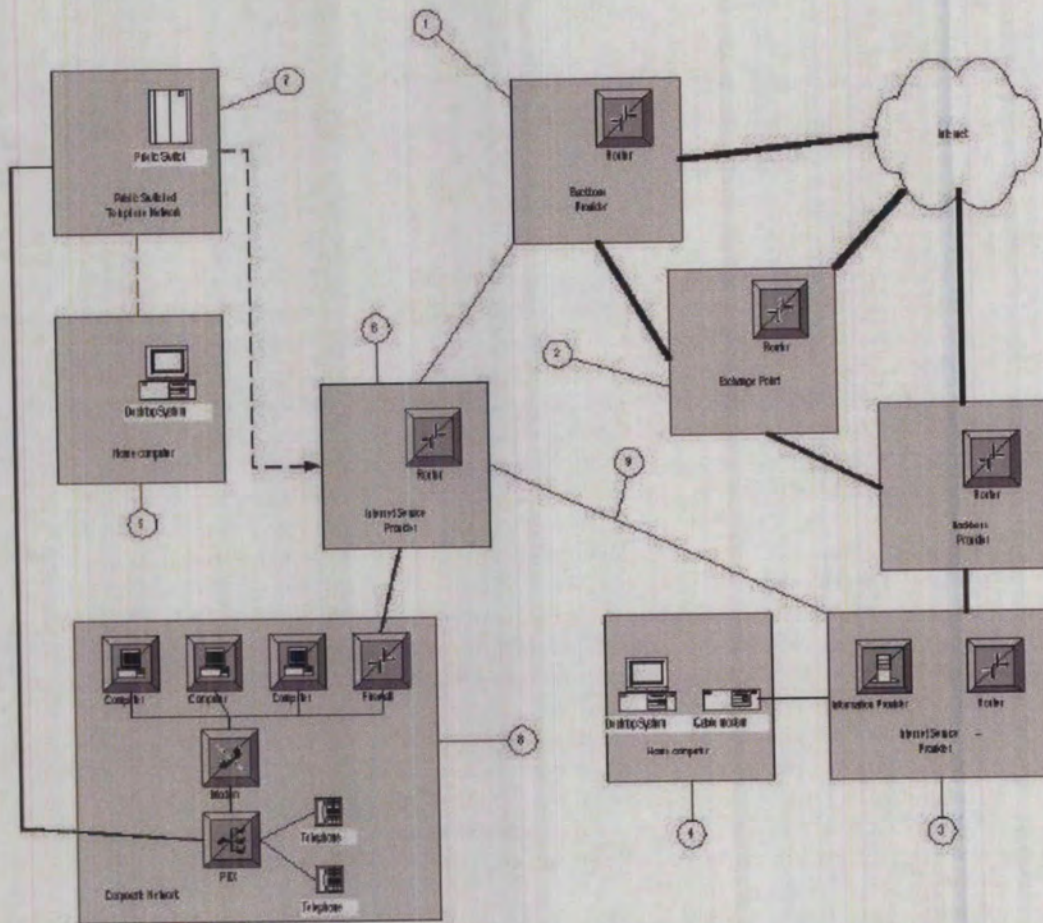 1
7
Public Switch
Public Switched
Telephone Network
Router
Backbone
Provider
Internet
Router
Exchange Point
2
6
Desktop System
Home computer
5
Router
Internet Service
Provider
9
Router
Backbone
Provider
Computer
Computer
Computer
Firewall
8
Modem
Telephone
PBX
Telephone
Corporate Network
Desktop System
Cable modem
Home computer
4
Information Provider
Router
Internet Service
Provider
3